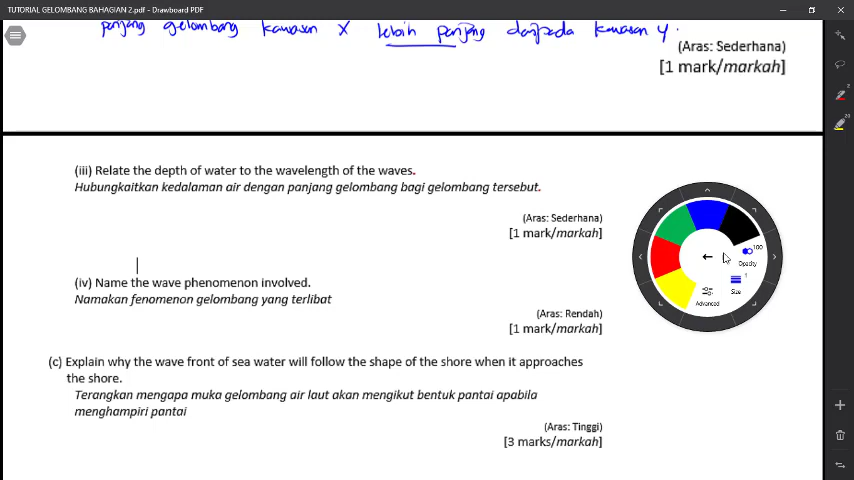 TUTORIAL GELOMBANG BAHAGIAN 2.pdf - Drawboard PDF
panjang gelombang kawasan X lebih panjang daripada kawasan Y.
(Aras: Sederhana)
[1 mark/markah]
(iii) Relate the depth of water to the wavelength of the waves.
Hubungkaitkan kedalaman air dengan panjang gelombang bagi gelombang tersebut.
(Aras: Sederhana)
[1 mark/markah]
(iv) Name the wave phenomenon involved.
Namakan fenomenon gelombang yang terlibat
(Aras: Rendah)
[1 mark/markah]
(c) Explain why the wave front of sea water will follow the shape of the shore when it approaches
the shore.
Terangkan mengapa muka gelombang air laut akan mengikut bentuk pantai apabila
menghampiri pantai
(Aras: Tinggi)
[3 marks/markah]
100
Opacity
1
Size
Advanced
2
20